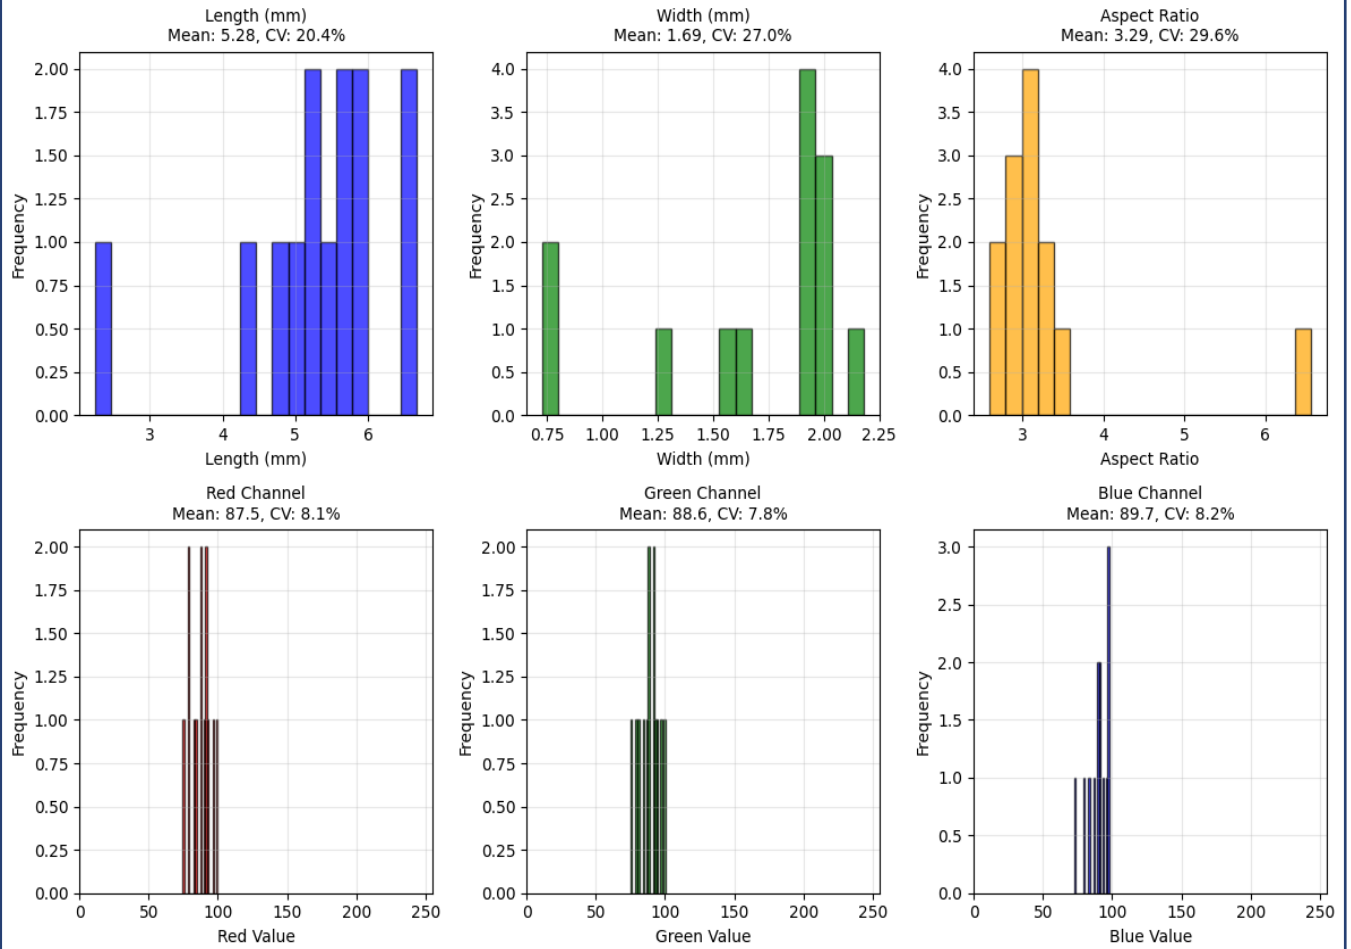 Length (mm)
Mean: 5.28, CV: 20.4%
2.00
1.75
1.50
1.25
1.00
0.75
0.50
0.25
0.00
Frequency
3 4 5 6
Length (mm)
Width (mm)
Mean: 1.69, CV: 27.0%
4.0
3.5
3.0
2.5
2.0
1.5
1.0
0.5
0.0
Frequency
0.75 1.00 1.25 1.50 1.75 2.00 2.25
Width (mm)
Aspect Ratio
Mean: 3.29, CV: 29.6%
4.0
3.5
3.0
2.5
2.0
1.5
1.0
0.5
0.0
Frequency
3 4 5 6
Aspect Ratio
Red Channel
Mean: 87.5, CV: 8.1%
2.00
1.75
1.50
1.25
1.00
0.75
0.50
0.25
0.00
Frequency
0 50 100 150 200 250
Red Value
Green Channel
Mean: 88.6, CV: 7.8%
2.00
1.75
1.50
1.25
1.00
0.75
0.50
0.25
0.00
Frequency
0 50 100 150 200 250
Green Value
Blue Channel
Mean: 89.7, CV: 8.2%
3.0
2.5
2.0
1.5
1.0
0.5
0.0
Frequency
0 50 100 150 200 250
Blue Value